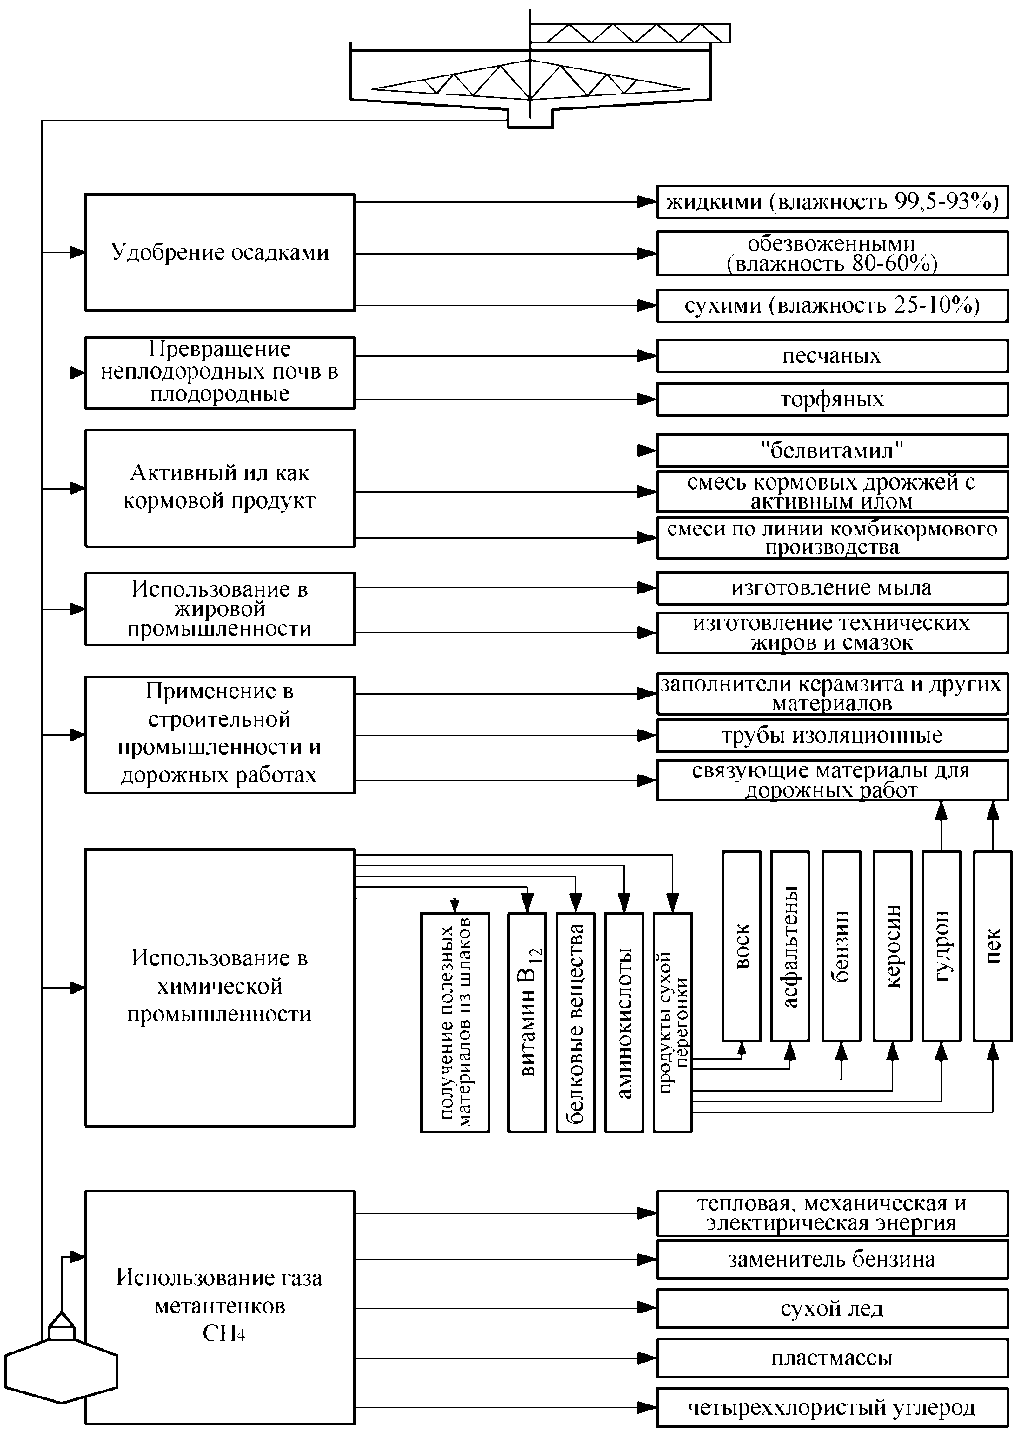 Удобрение осадками
жидкими (влажность 99,5-93%)
обезвоженными
(влажность 80-60%)
сухими (влажность 25-10%)
Превращение
неплодородных почв в
плодородные
песчаных
торфяных
Активный ил как
кормовой продукт
"белвитамил"
смесь кормовых дрожжей с
активным илом
смеси по линии комбикормового
производства
Использование в
жировой
промышленности
изготовление мыла
изготовление технических
жиров и смазок
Применение в
строительной
промышленности и
дорожных работах
заполнители керамзита и других
материалов
трубы изоляционные
связующие материалы для
дорожных работ
Использование в
химической
промышленности
получение полезных
материалов из шлаков
витамин В12
белковые вещества
аминокислоты
продукты сухой
перегонки
воск
асфальтены
бензин
керосин
гудрон
пек
Использование газа
метантенков
СН4
тепловая, механическая и
электирическая энергия
заменитель бензина
сухой лед
пластмассы
четыреххлористый углерод